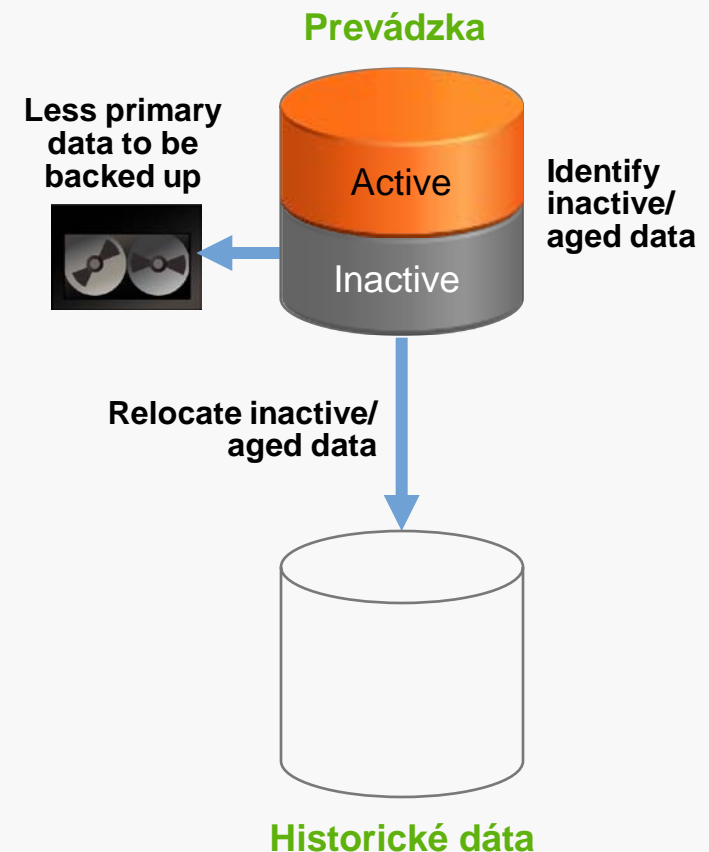 Prevádzka
Less primary
data to be
backed up
Active
Identify
inactive/
aged data
Inactive
Relocate inactive/
aged data
Historické dáta